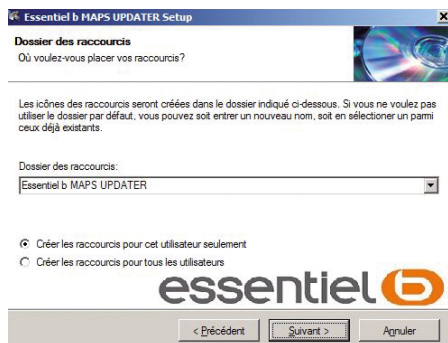 Essentiel b MAPS UPDATER Setup
Dossier des raccourcis
Où voulez-vous placer vos raccourcis?
Les icônes des raccourcis seront créées dans le dossier indiqué ci-dessous. Si vous ne voulez pas
utiliser le dossier par défaut, vous pouvez soit entrer un nouveau nom, soit en sélectionner un parmi
ceux déjà existants.
Dossier des raccourcis:
Essentiel b MAPS UPDATER
Créer les raccourcis pour cet utilisateur seulement
Créer les raccourcis pour tous les utilisateurs
essentiel b
< Précédent Suivant > Annuler